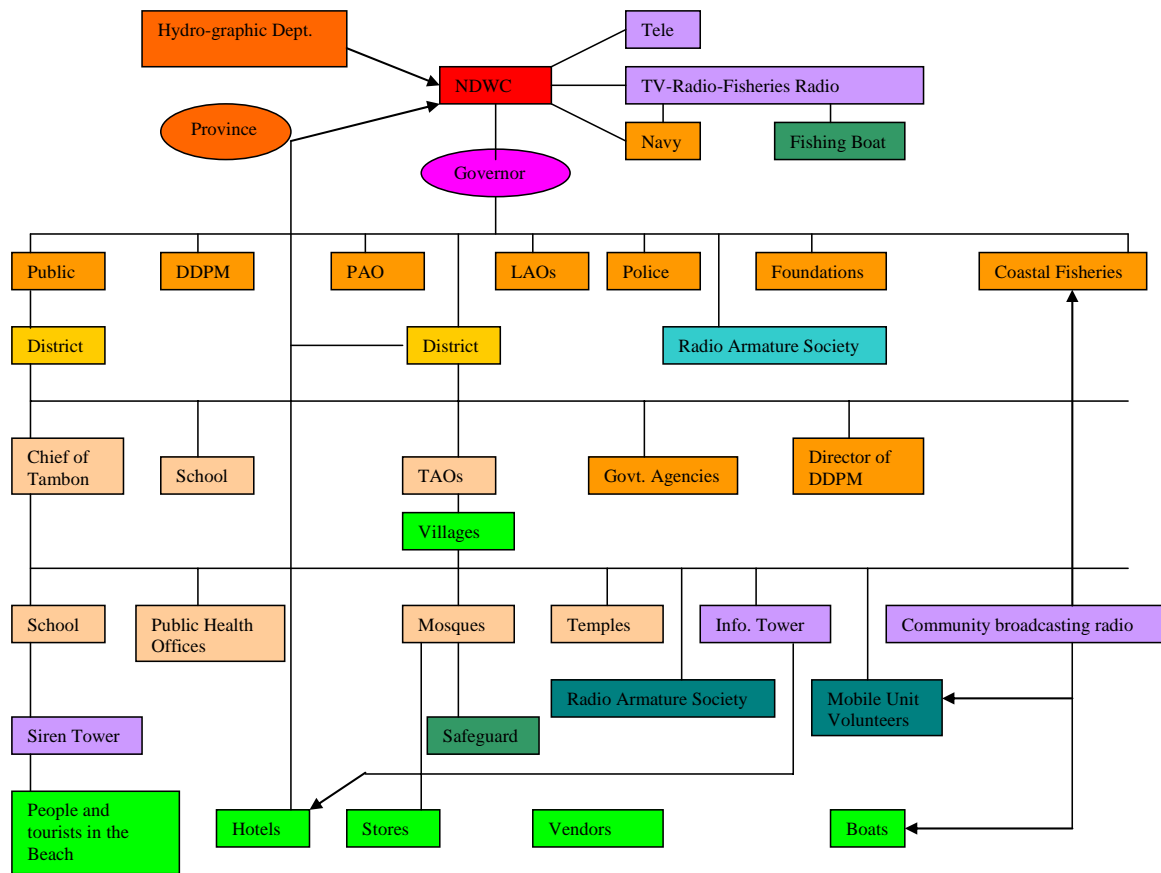 Hydro-graphic Dept.
Tele
NDWC
TV-Radio-Fisheries Radio
Province
Navy
Fishing Boat
Governor
Public
DDPM
PAO
LAOs
Police
Foundations
Coastal Fisheries
District
District
Radio Armature Society
Chief of
Tambon
School
TAOs
Govt. Agencies
Director of
DDPM
Villages
School
Public Health
Offices
Mosques
Temples
Info. Tower
Community broadcasting radio
Radio Armature Society
Mobile Unit
Volunteers
Siren Tower
Safeguard
People and
tourists in the
Beach
Hotels
Stores
Vendors
Boats